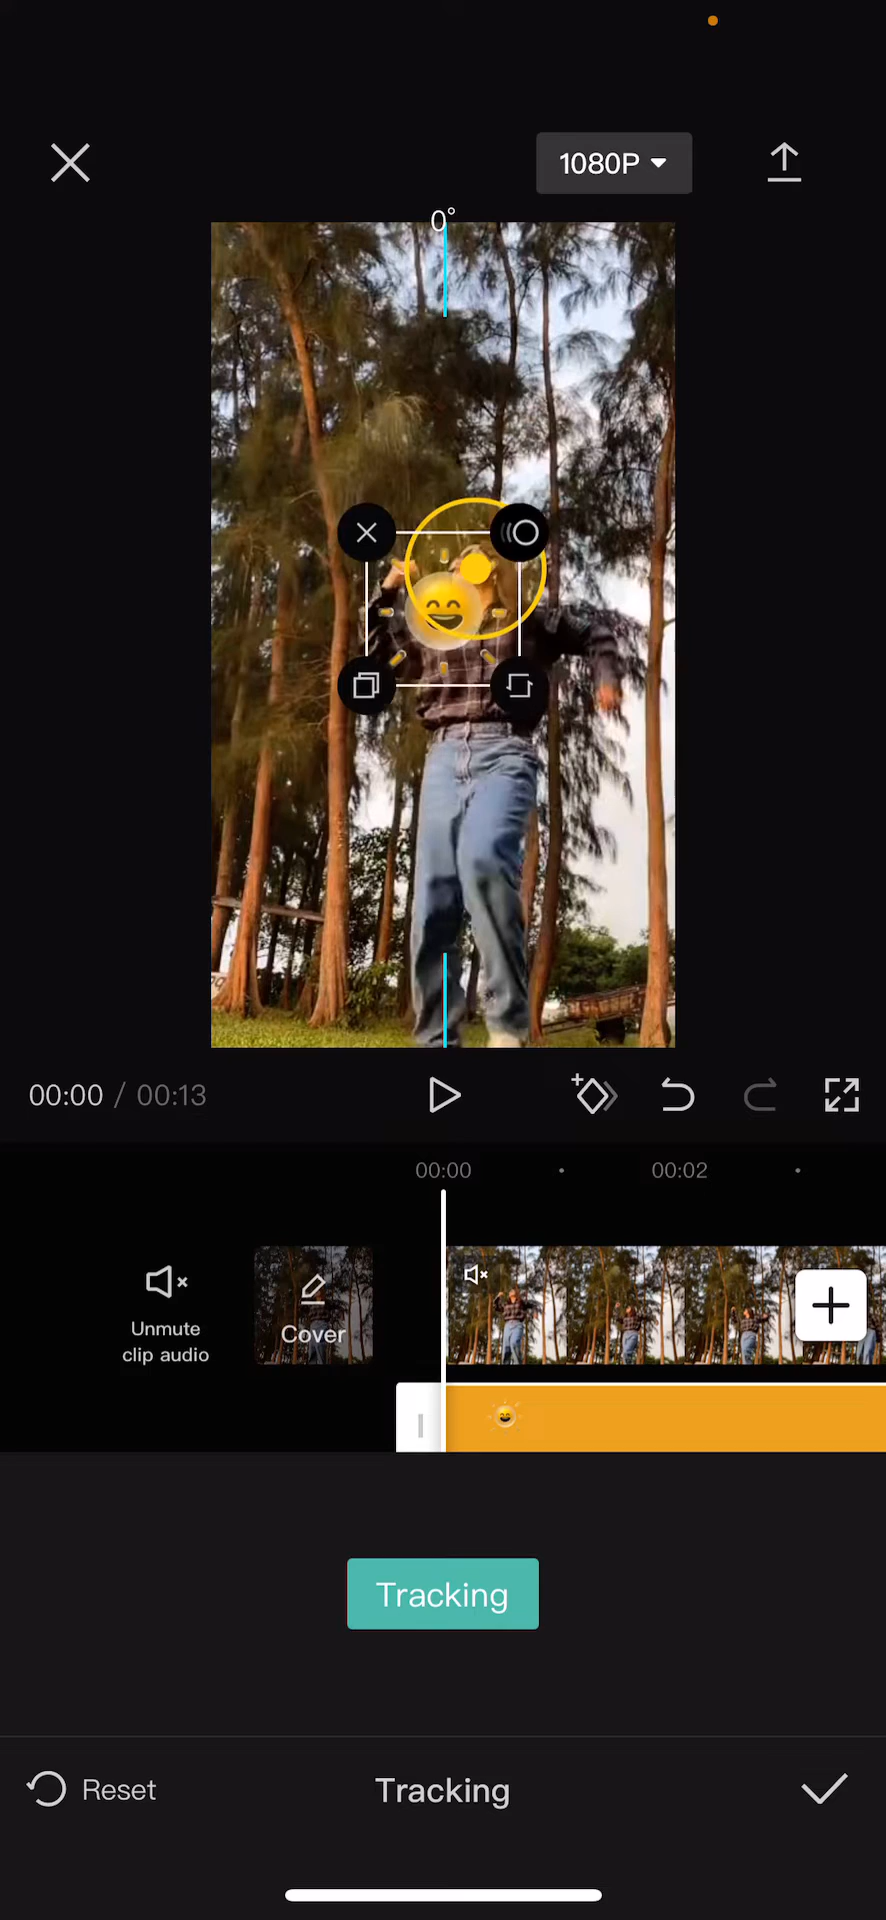 1080P
0°
00:00 / 00:13
00:00
00:02
Unmute
clip audio
Cover
Tracking
Reset
Tracking